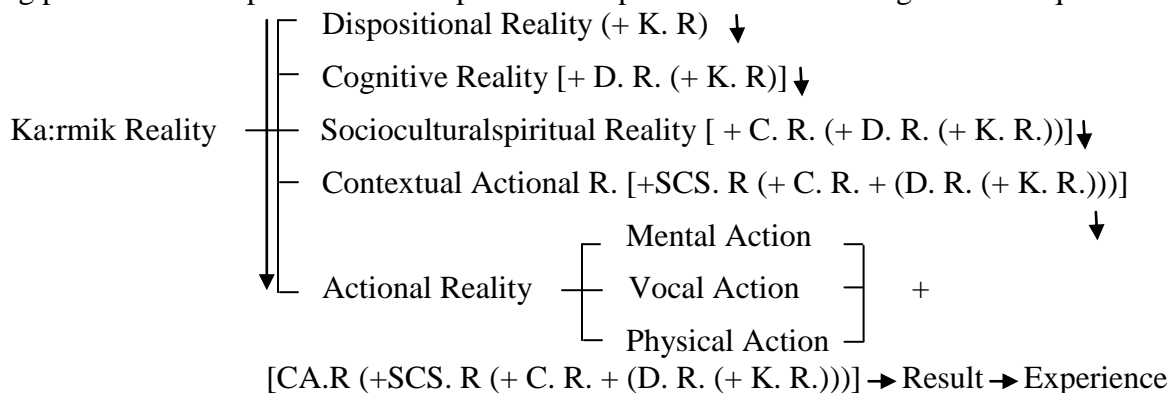 Dispositional Reality (+ K. R)
Cognitive Reality [+ D. R. (+ K. R)]
Ka:rmik Reality
Socioculturalspiritual Reality [ + C. R. (+ D. R. (+ K. R.))]
Contextual Actional R. [+SCS. R (+ C. R. + (D. R. (+ K. R.)))]
Mental Action
Actional Reality
Vocal Action
+
Physical Action
[CA.R (+SCS. R (+ C. R. + (D. R. (+ K. R.)))] → Result → Experience